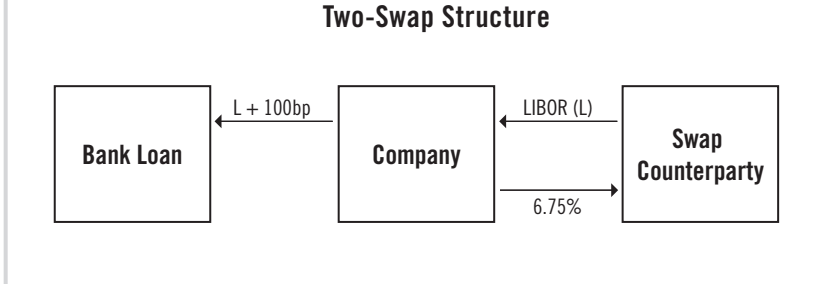 Two-Swap Structure
L + 100bp
LIBOR (L)
Bank Loan
Company
Swap
Counterparty
6.75%